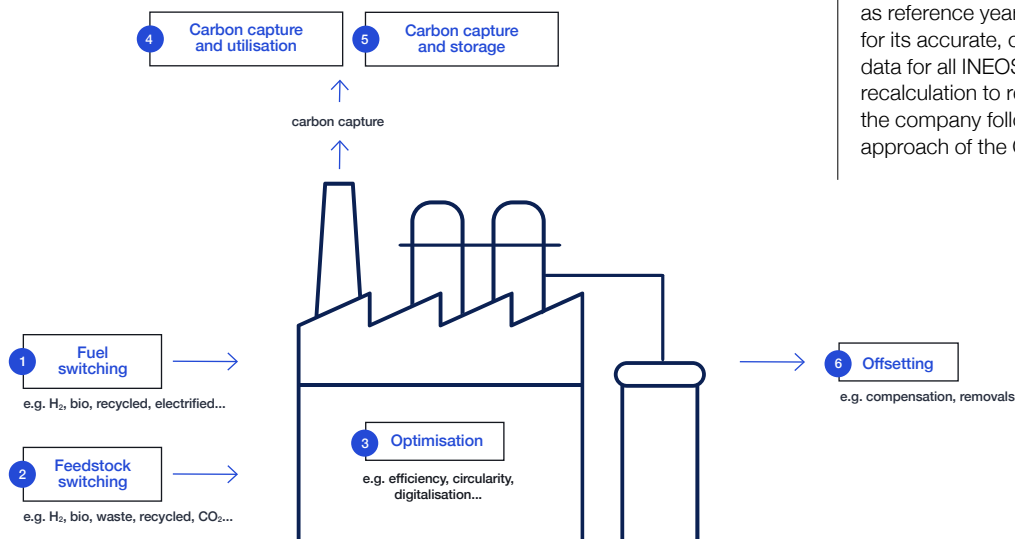 4
Carbon capture
and utilisation
5
Carbon capture
and storage
as reference year
for its accurate,
data for all INEOS
recalculation to
the company
approach of the
carbon capture
1
Fuel
switching
e.g. H₂, bio, recycled, electrified...
2
Feedstock
switching
e.g. H₂, bio, waste, recycled, CO₂...
3
Optimisation
e.g. efficiency, circularity,
digitalisation...
6
Offsetting
e.g. compensation, removals